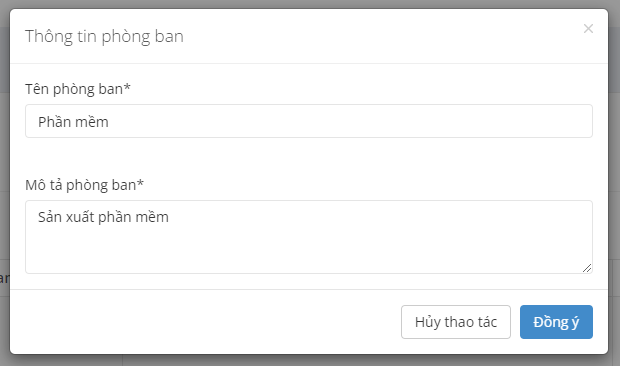 Thông tin phòng ban
×
Tên phòng ban*
Phần mềm
Mô tả phòng ban*
Sản xuất phần mềm
Hủy thao tác
Đồng ý